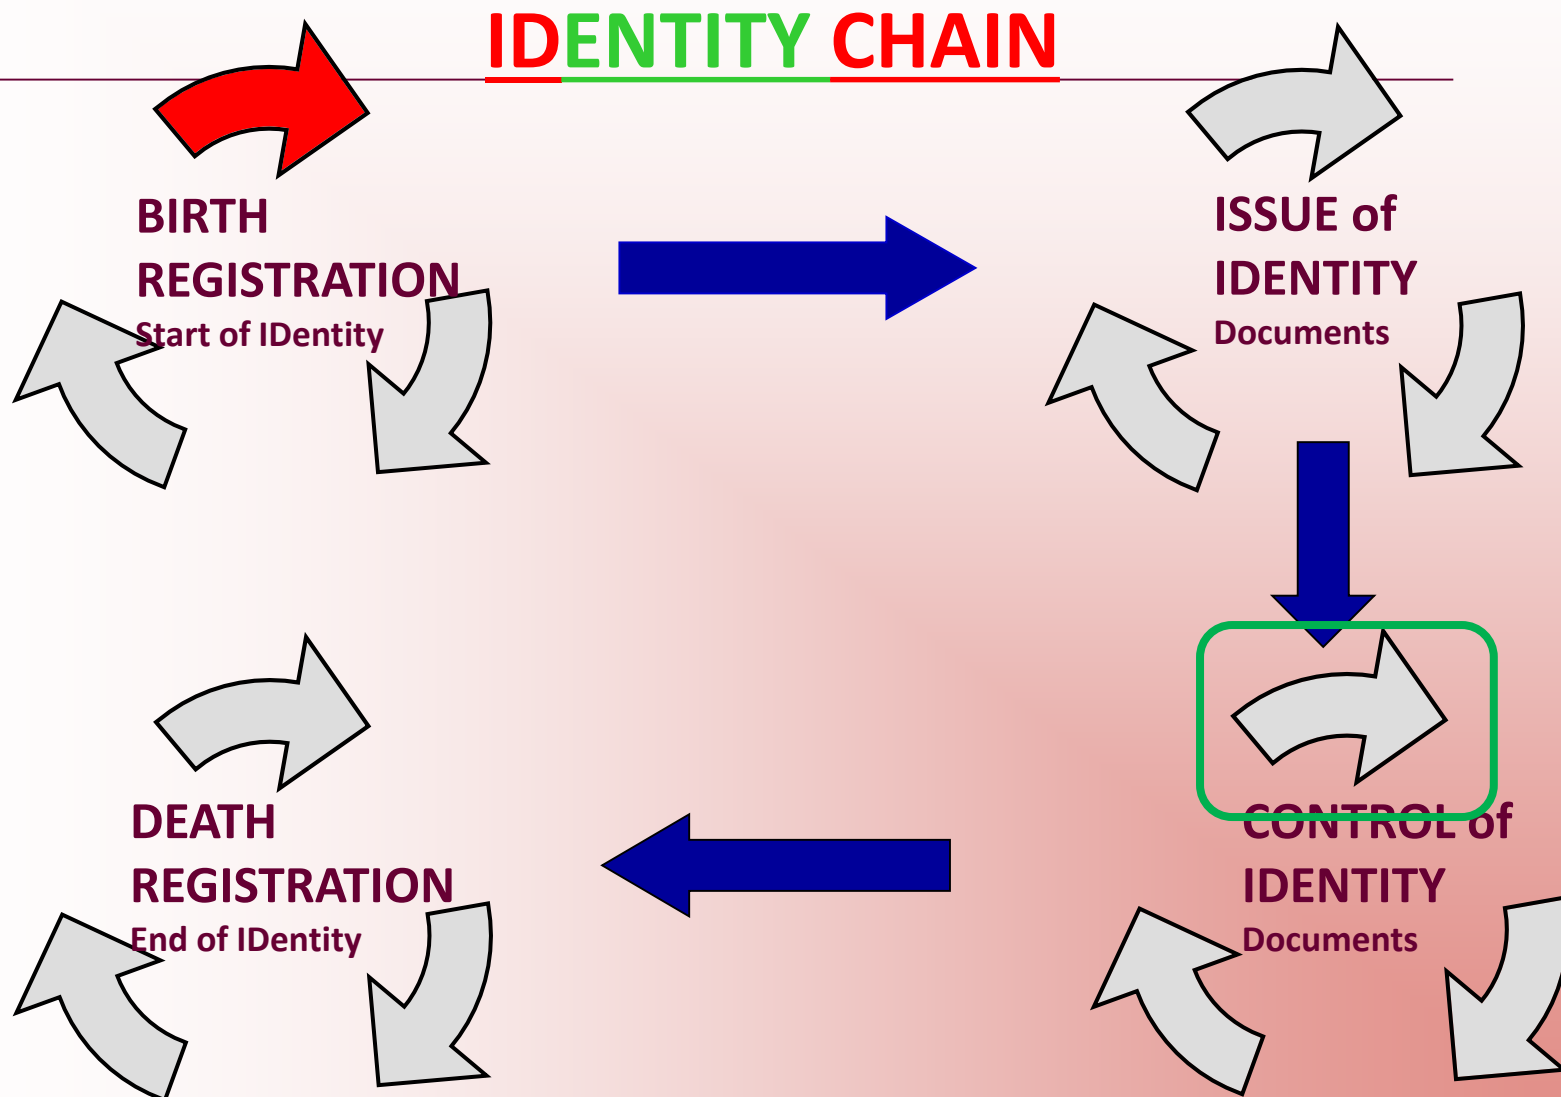 IDENTITY CHAIN
BIRTH
REGISTRATION
Start of IDentity
ISSUE of
IDENTITY
Documents
DEATH
REGISTRATION
End of IDentity
CONTROL of
IDENTITY
Documents